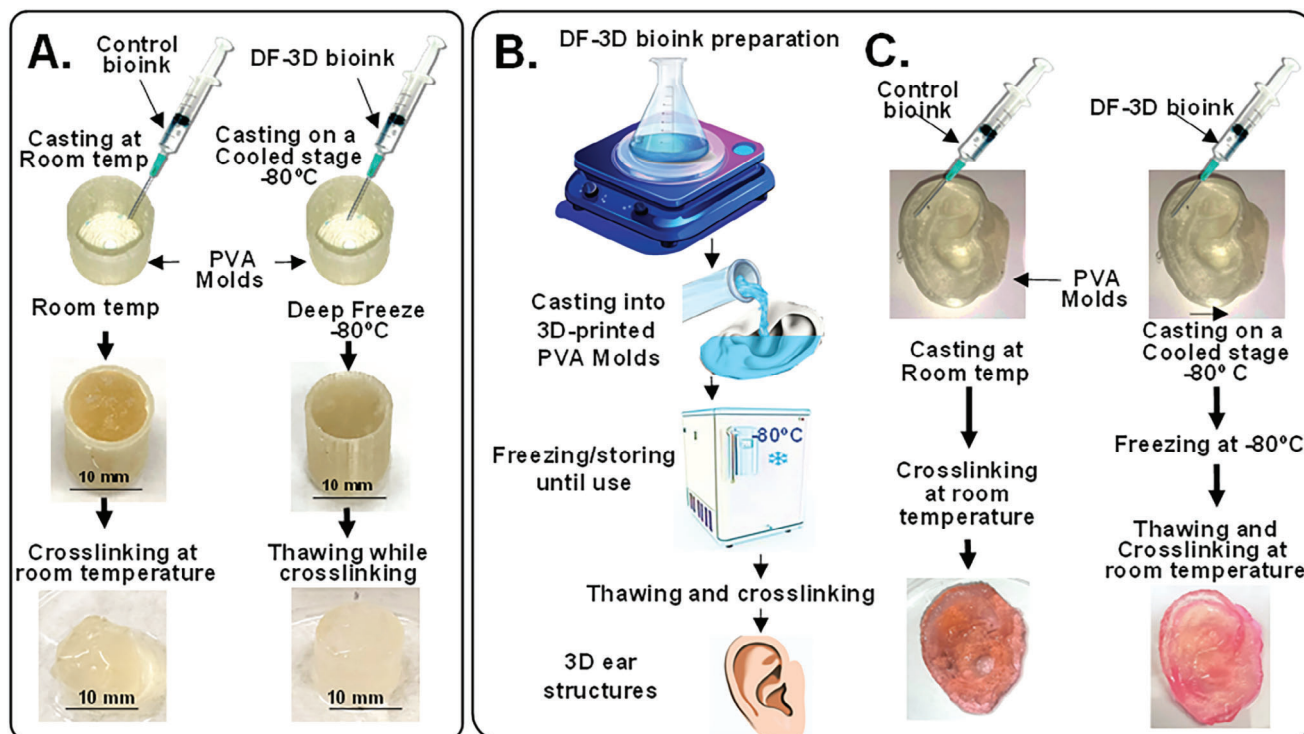 A.
Control
bioink
DF-3D bioink
Casting at
Room temp
Casting on a
Cooled stage
-80ºC
PVA
Molds
Room temp
Deep Freeze
-80ºC
10 mm
10 mm
Crosslinking at
room temperature
Thawing while
crosslinking
10 mm
10 mm
B.
DF-3D bioink preparation
Casting into
3D-printed
PVA Molds
Freezing/storing
until use
-80ºC
Thawing and crosslinking
3D ear
structures
C.
Control
bioink
DF-3D bioink
PVA
Molds
Casting at
Room temp
Casting on a
Cooled stage
-80º C
Freezing at -80ºC
Crosslinking
at room
temperature
Thawing and
Crosslinking at
room temperature